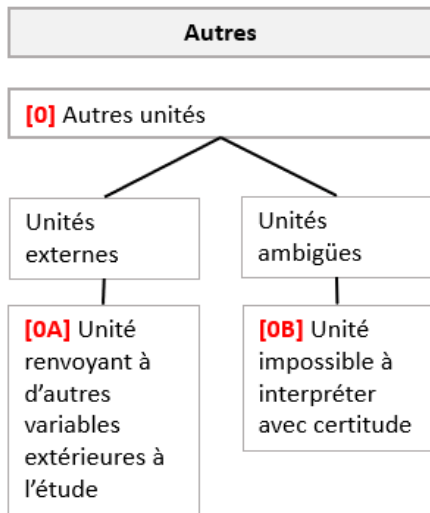 Autres
[0] Autres unités
Unités
externes
Unités
ambigües
[0A] Unité
renvoyant à
d'autres
variables
extérieures à
l'étude
[0B] Unité
impossible à
interpréter
avec certitude